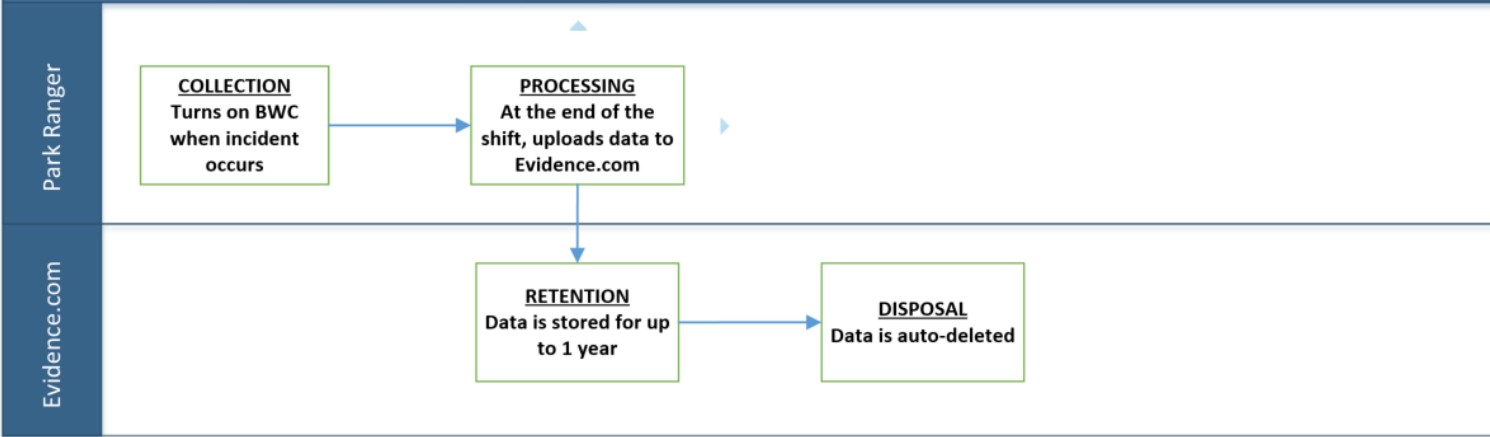 Park Ranger
COLLECTION
Turns on BWC
when incident
occurs
PROCESSING
At the end of the
shift, uploads data to
Evidence.com
Evidence.com
RETENTION
Data is stored for up
to 1 year
DISPOSAL
Data is auto-deleted